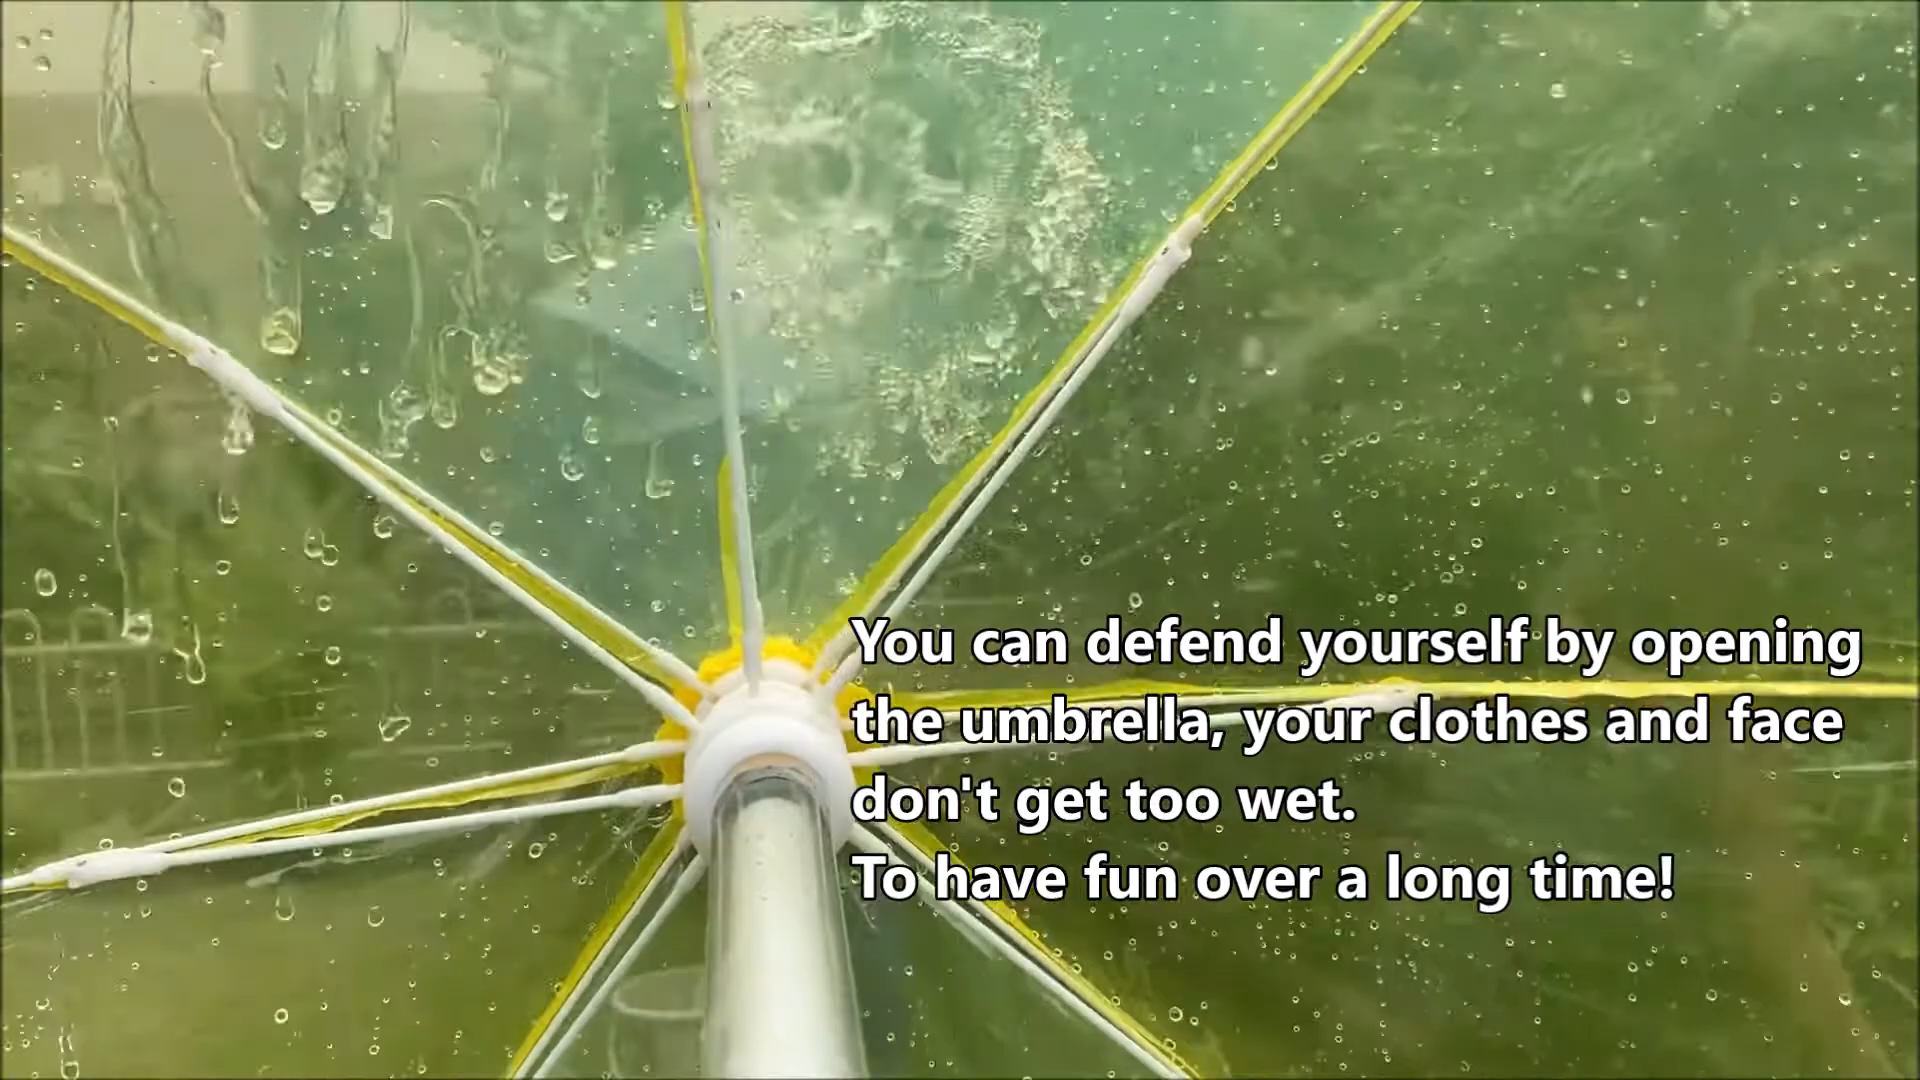 You can defend yourself by opening
the umbrella, your clothes and face
don't get too wet.
To have fun over a long time!